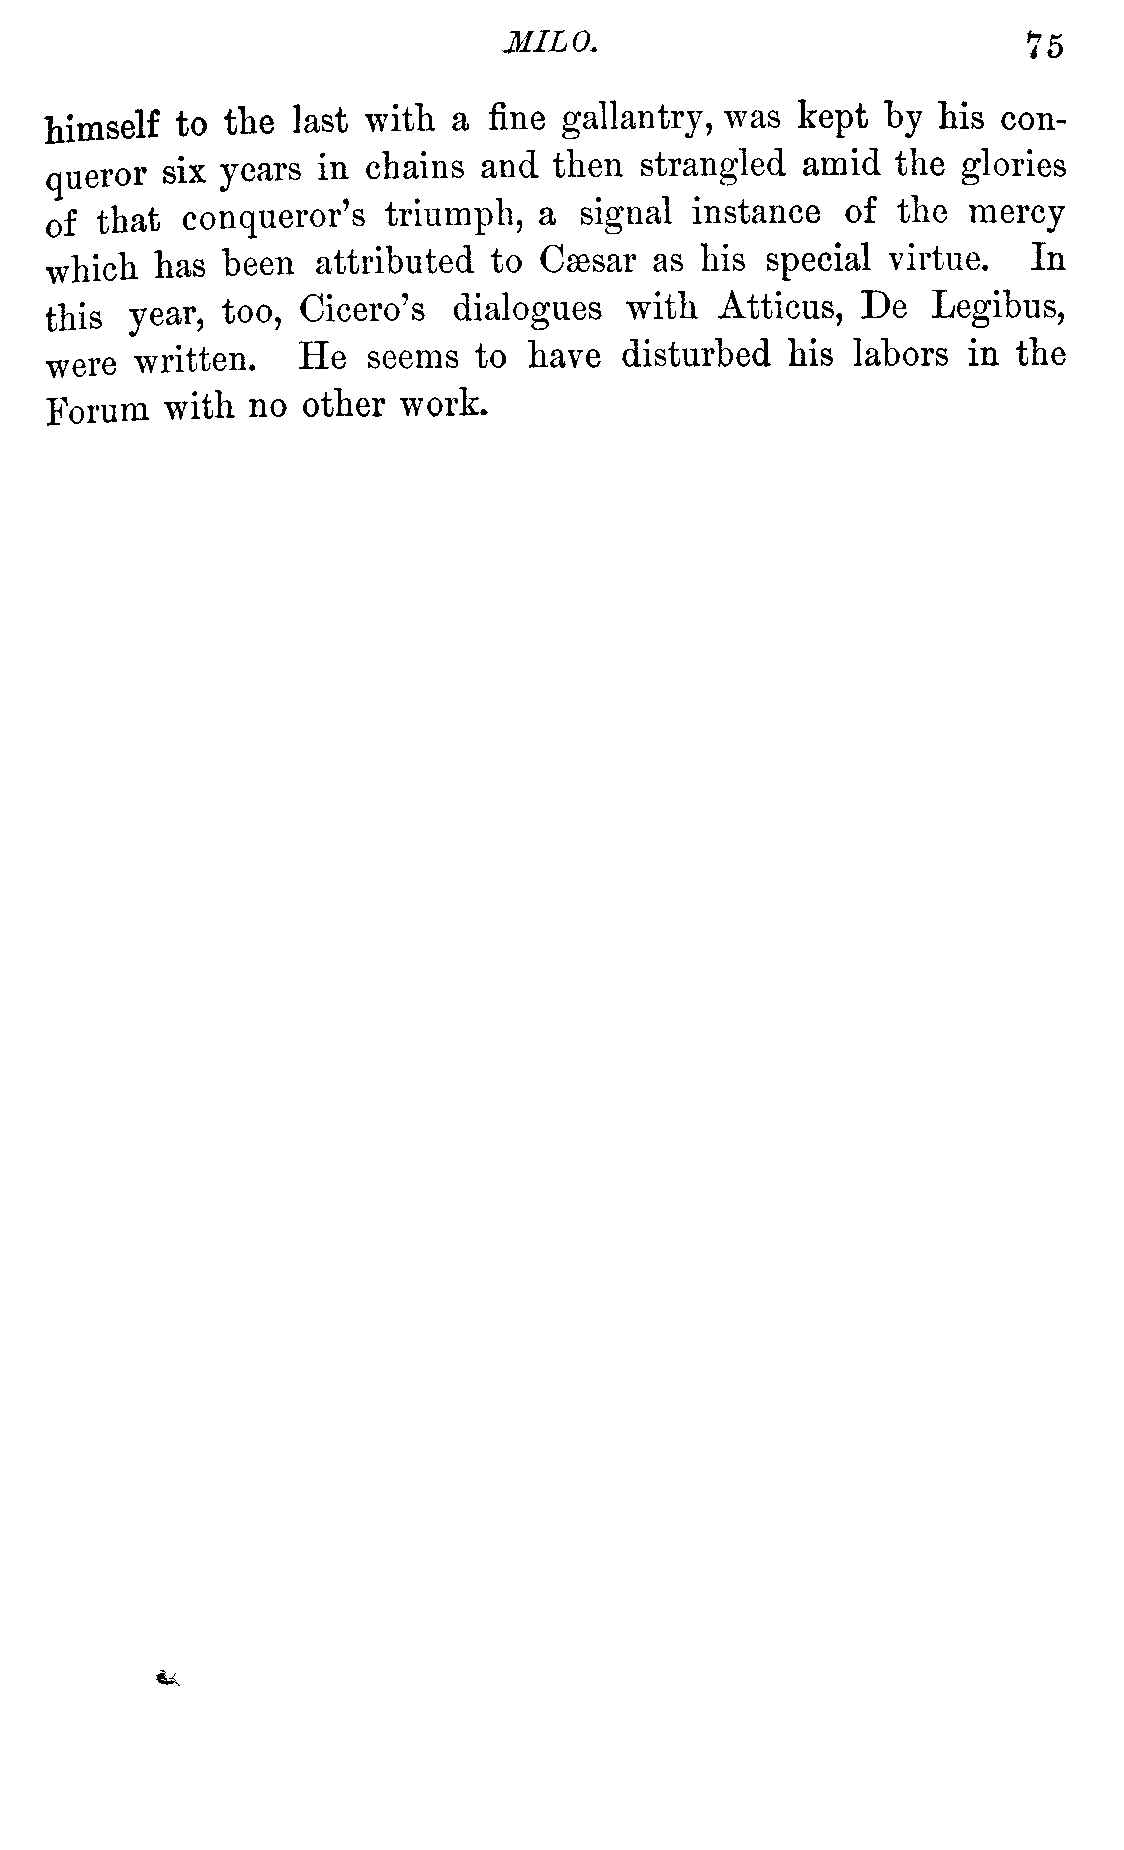 MILO. 75
himself to the last with a fine gallantry, was kept by his con-
queror six years in chains and then strangled amid the glories
of that conqueror's triumph, a signal instance of the mercy
which has been attributed to Cæsar as his special virtue. In
this year, too, Cicero's dialogues with Atticus, De Legibus,
were written. He seems to have disturbed his labors in the
Forum with no other work.